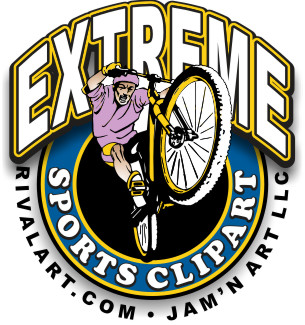 EXTREME
SPORTS CLIPART
RIVALART.COM • JAM'N ART LLC